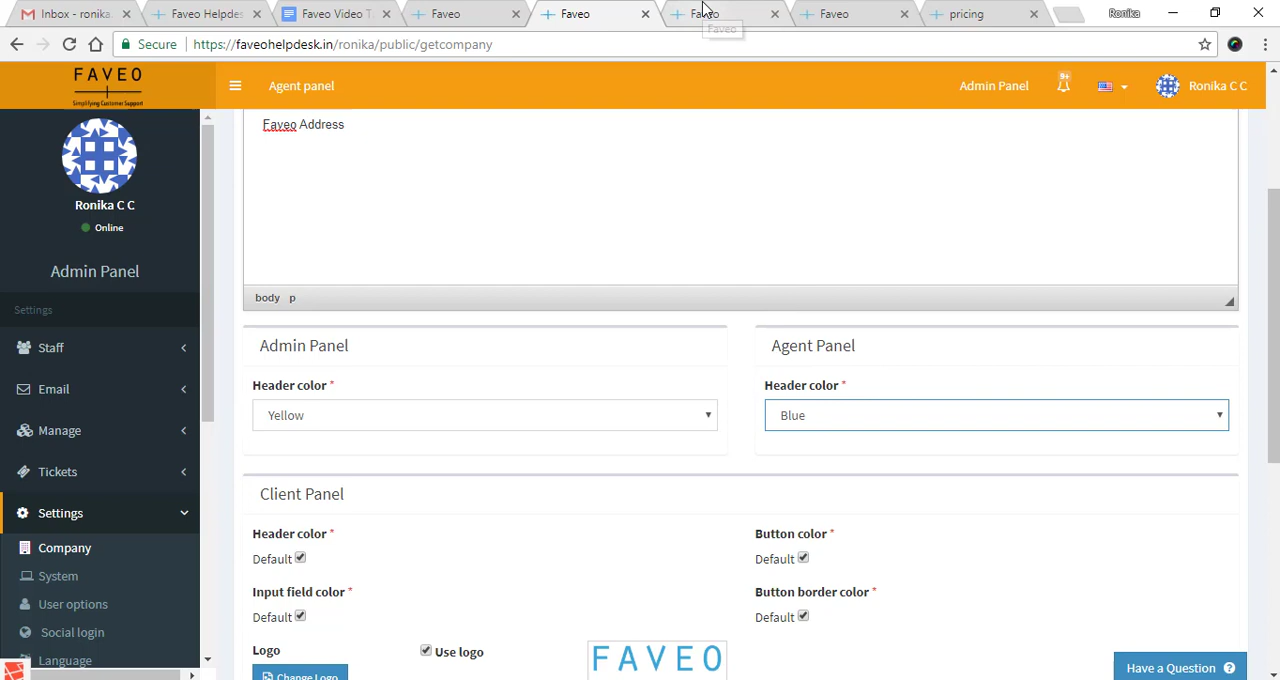 Inbox - ronika.
Faveo Helpdes
Faveo Video T
Faveo
Faveo
Faveo
Faveo
pricing
Ronika
Secure
https://faveohelpdesk.in/ronika/public/getcompany
Faveo
FAVEO
Simplifying Customer Support
Agent panel
Admin Panel
9+
Ronika C C
Faveo Address
Ronika C C
Online
Admin Panel
body p
Settings
Staff
Admin Panel
Agent Panel
Email
Header color *
Header color *
Yellow
Blue
Manage
Tickets
Client Panel
Settings
Header color *
Button color *
Company
Default
Default
System
Input field color *
Button border color *
User options
Default
Default
Social login
Logo
Use logo
FAVEO
Language
Change Logo
Have a Question ?